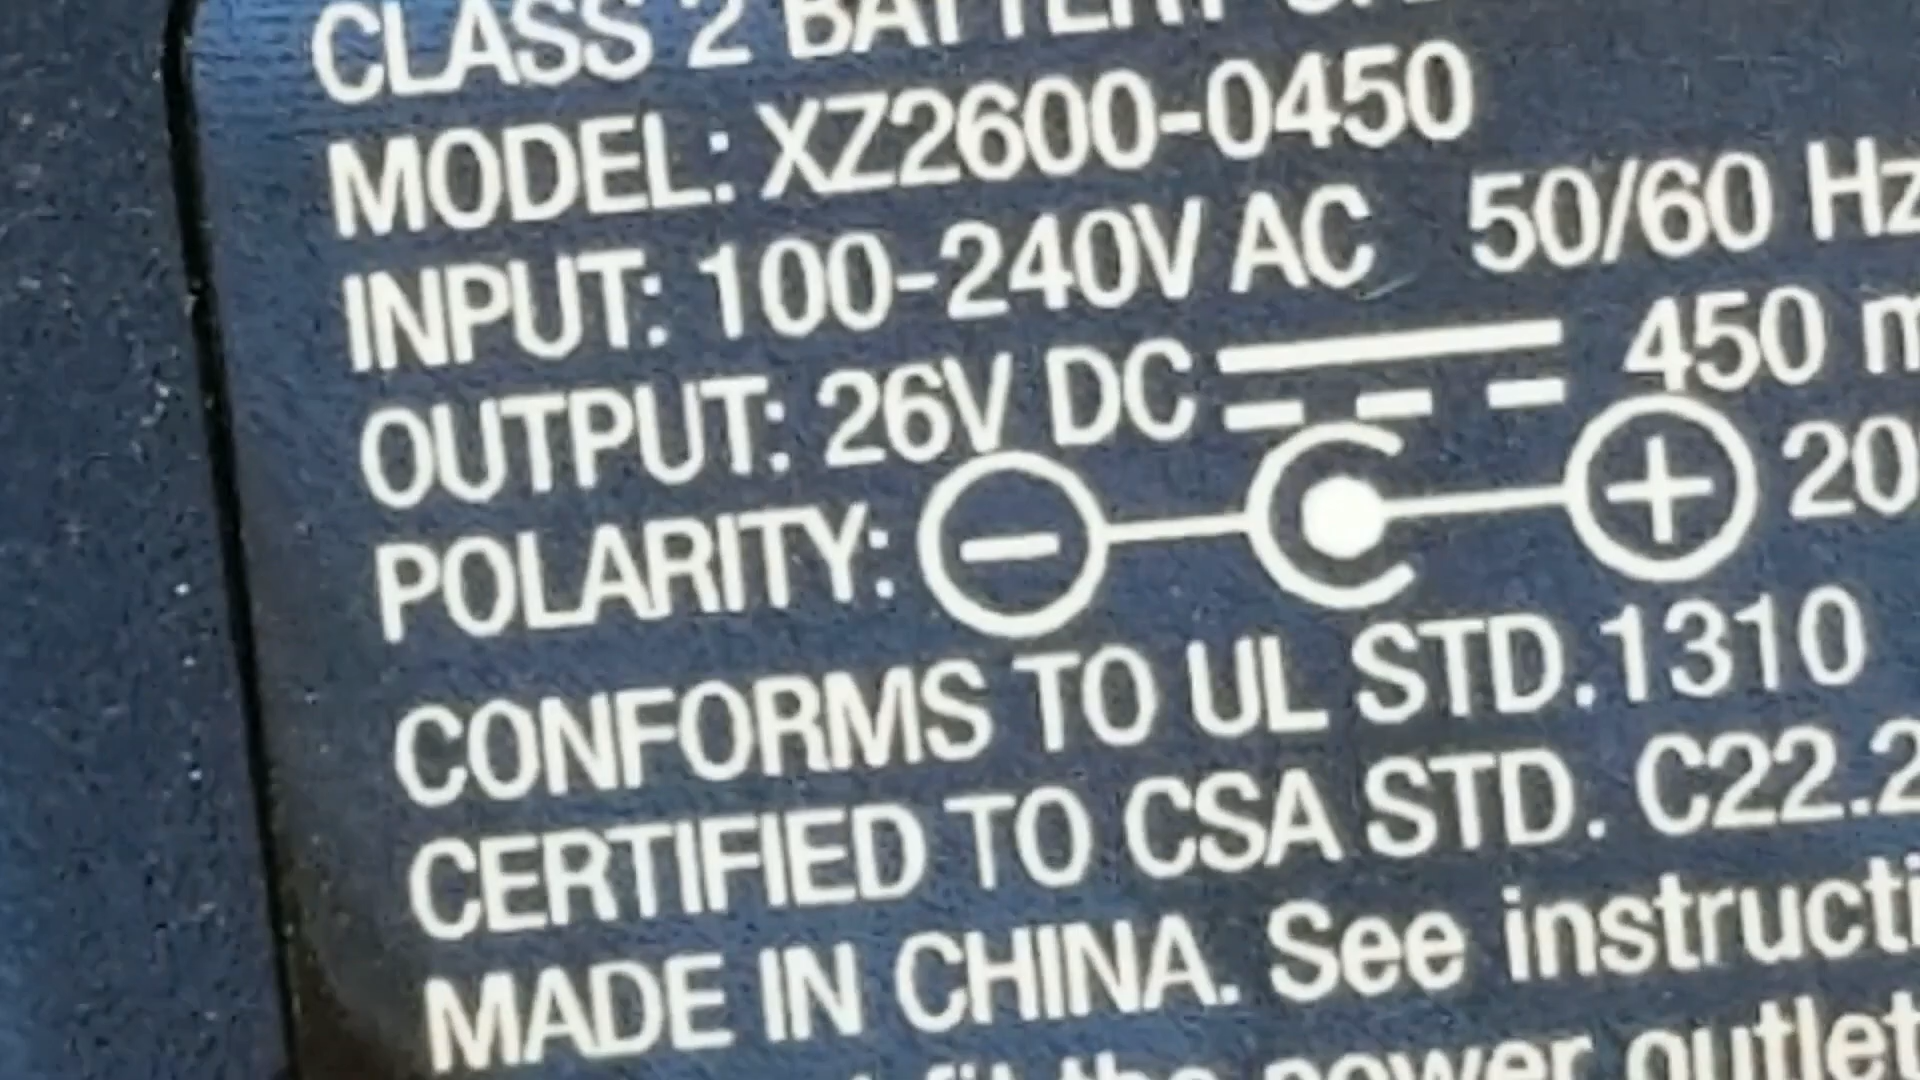 CLASS 2 BATTERY
MODEL: XZ2600-0450
INPUT: 100-240V AC 50/60 Hz
OUTPUT: 26V DC 450 m
POLARITY: 20
CONFORMS TO UL STD.1310
CERTIFIED TO CSA STD. C22.2
MADE IN CHINA. See instructi
fit the power outlet